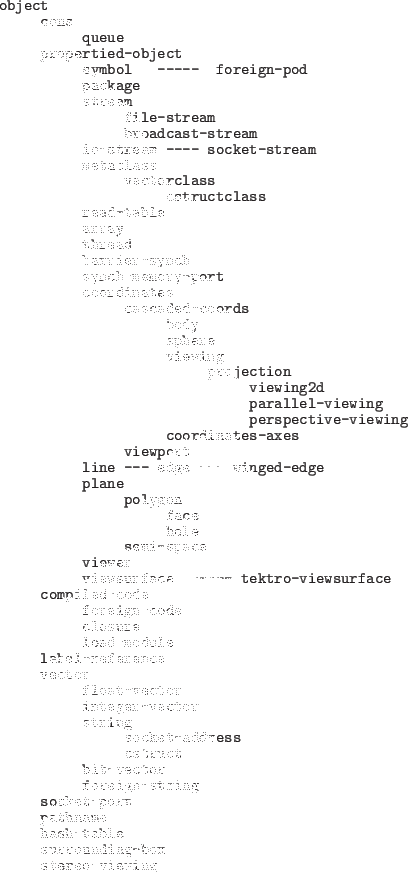 object
cons
queue
propertied-object
symbol ----- foreign-pod
package
stream
file-stream
broadcast-stream
io-stream ---- socket-stream
metaclass
vectorclass
cstructclass
read-table
array
thread
barrier-synch
synch-memory-port
coordinates
cascaded-coords
body
sphere
viewing
projection
viewing2d
parallel-viewing
perspective-viewing
coordinates-axes
viewport
line --- edge --- winged-edge
plane
polygon
face
hole
semi-space
viewer
viewsurface ----- tektro-viewsurface
compiled-code
foreign-code
closure
load-module
label-reference
vector
float-vector
integer-vector
string
socket-address
cstruct
bit-vector
foreign-string
socket-port
pathname
hash-table
surrounding-box
stereo-viewing